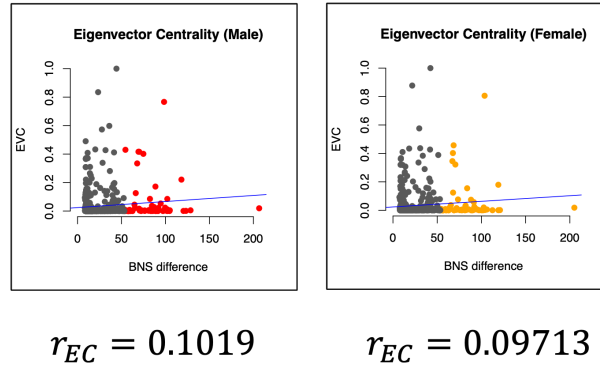 Eigenvector Centrality (Male)
EVC
1.0
0.8
0.6
0.4
0.2
0.0
0 50 100 150 200
BNS difference
r_EC = 0.1019
Eigenvector Centrality (Female)
EVC
1.0
0.8
0.6
0.4
0.2
0.0
0 50 100 150 200
BNS difference
r_EC = 0.09713